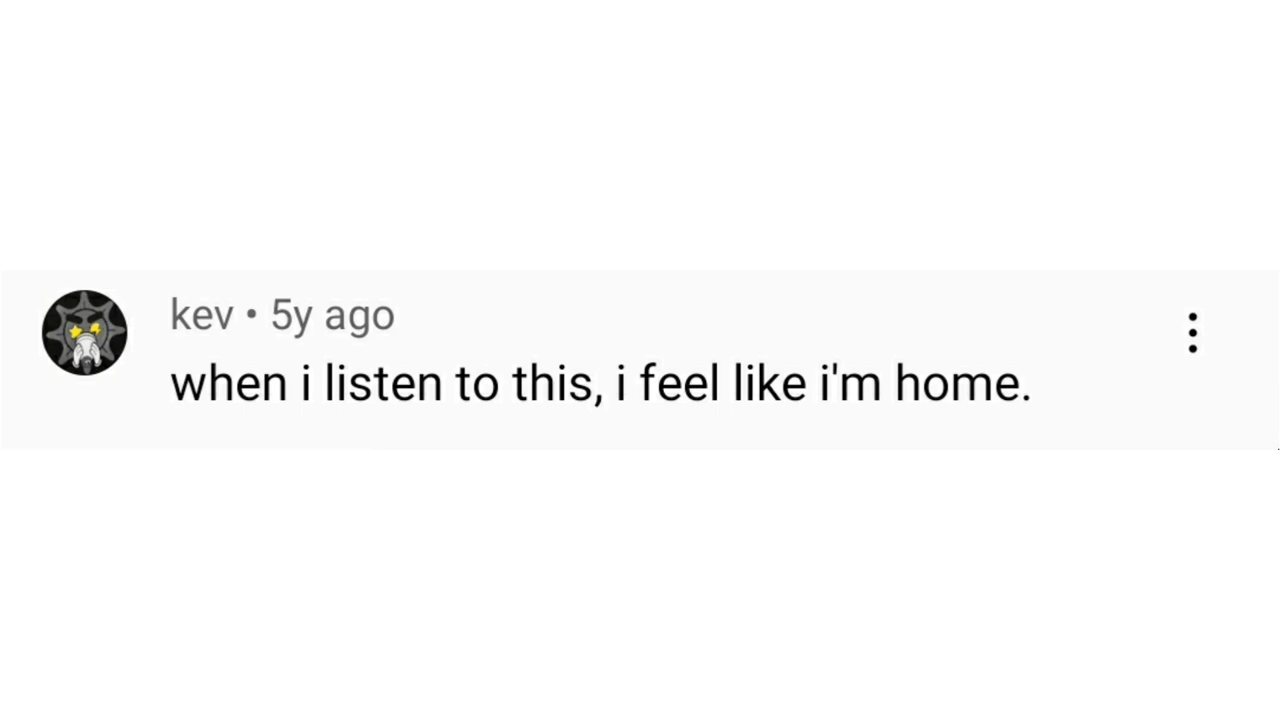 kev • 5y ago
when i listen to this, i feel like i'm home.